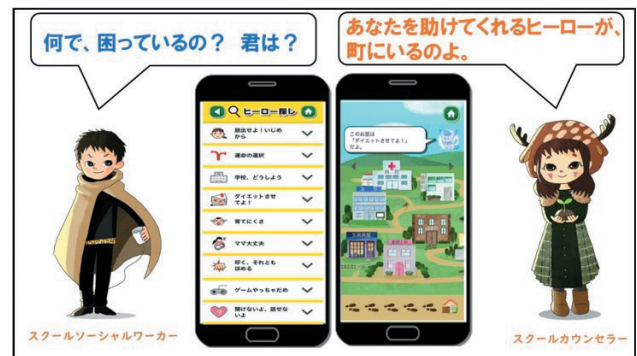 何で、困っているの？ 君は？
あなたを助けてくれるヒーローが、
町にいるのよ。
ヒーロー探し
脱出せよ！いじめ
から
運命の選択
学校、どうしよう
ダイエットさせ
てよ！
育てにくさ
ママ大丈夫
叩く、それとも
ほめる
ゲームやっちゃだめ
聞けないよ、話せな
いよ
このお話は
「ダイエットさせてよ！」
だよ。
スクールソーシャルワーカー
スクールカウンセラー